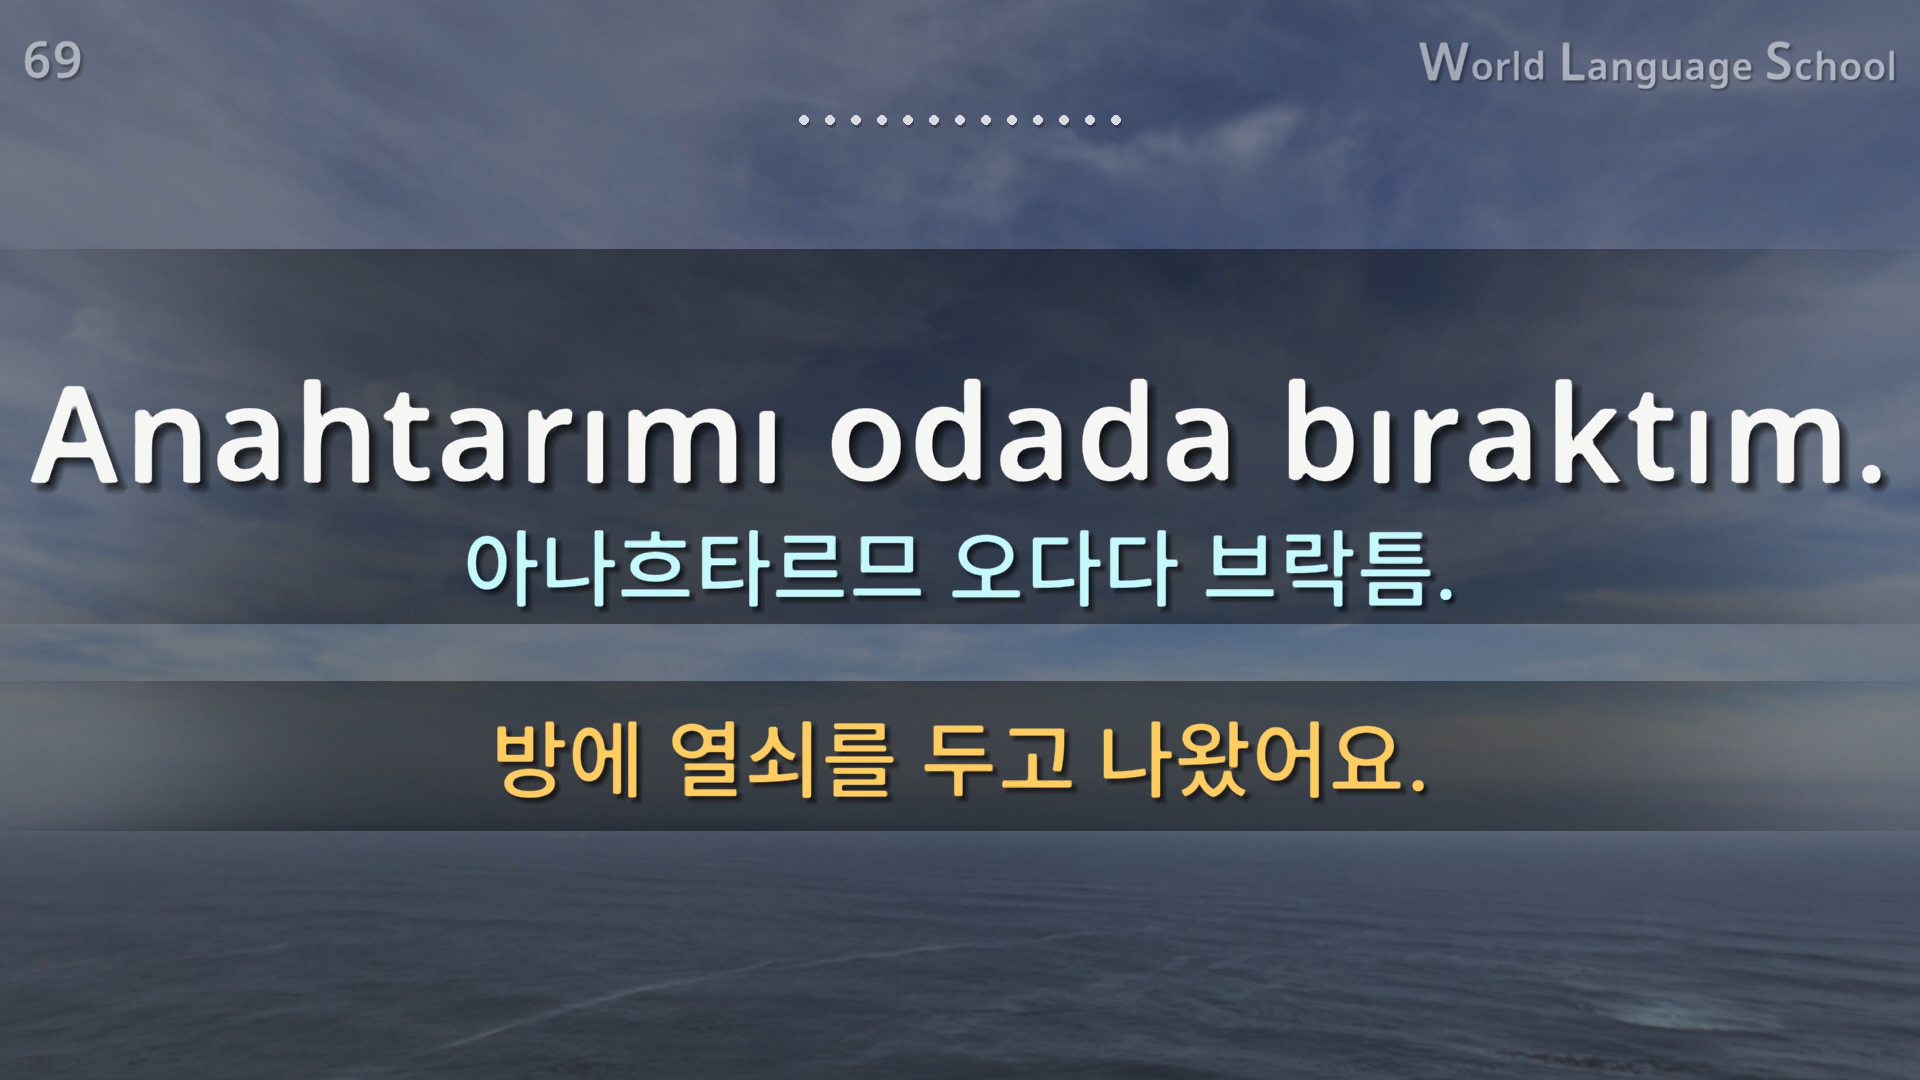 69
World Language School
Anahtarımı odada bıraktım.
아나흐타르므 오다다 브락틈.
방에 열쇠를 두고 나왔어요.